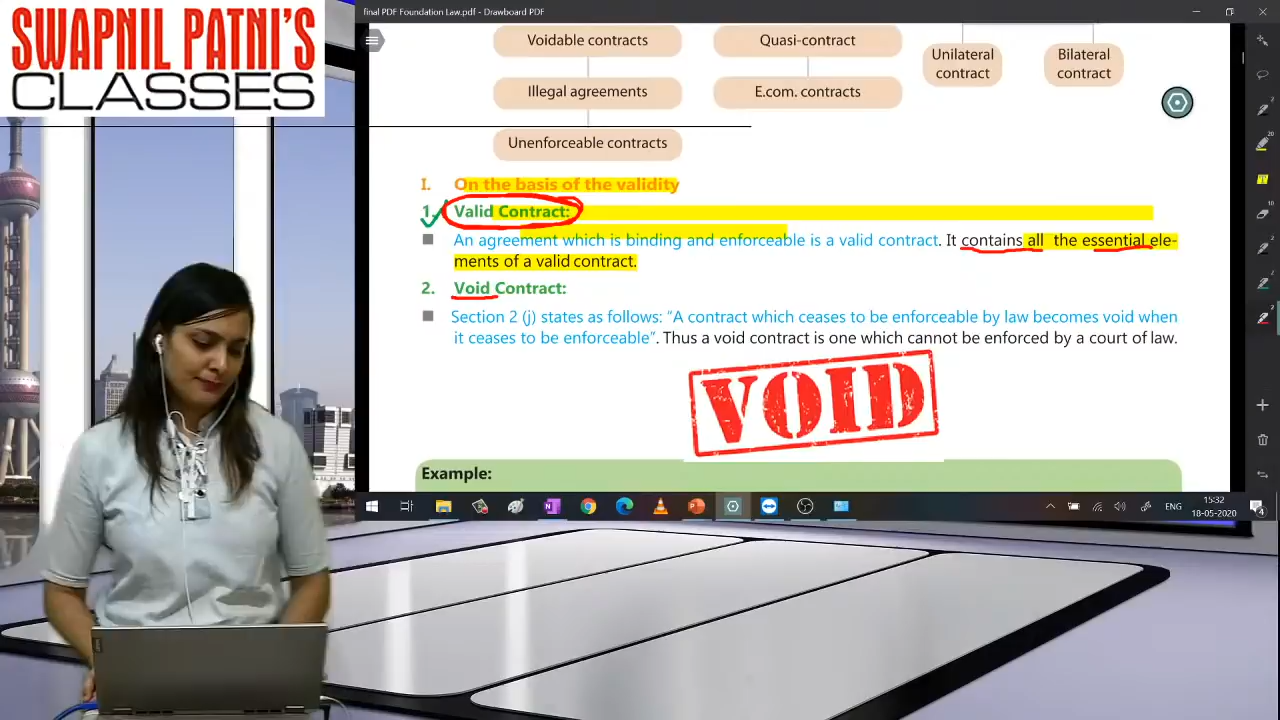 SWAPNIL PATNI'S
CLASSES
final PDF Foundation Law.pdf - Drawboard PDF
Voidable contracts
Quasi-contract
Unilateral
contract
Bilateral
contract
Illegal agreements
E.com. contracts
Unenforceable contracts
I. On the basis of the validity
1. Valid Contract:
An agreement which is binding and enforceable is a valid contract. It contains all the essential ele-
ments of a valid contract.
2. Void Contract:
Section 2 (j) states as follows: “A contract which ceases to be enforceable by law becomes void when
it ceases to be enforceable”. Thus a void contract is one which cannot be enforced by a court of law.
VOID
Example:
ENG
15:32
18-05-2020